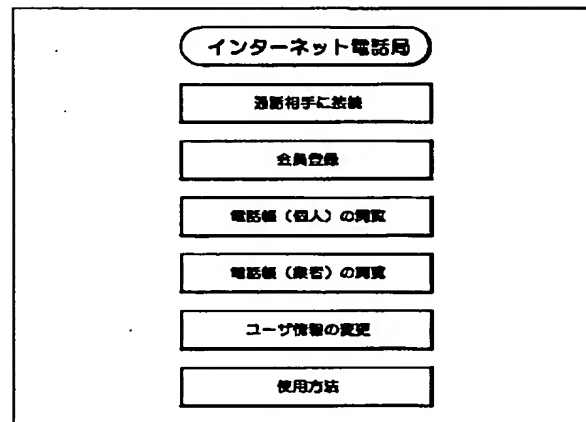 インターネット電話局
通話相手に接続
会員登録
電話帳（個人）の閲覧
電話帳（業者）の閲覧
ユーザ情報の変更
使用方法